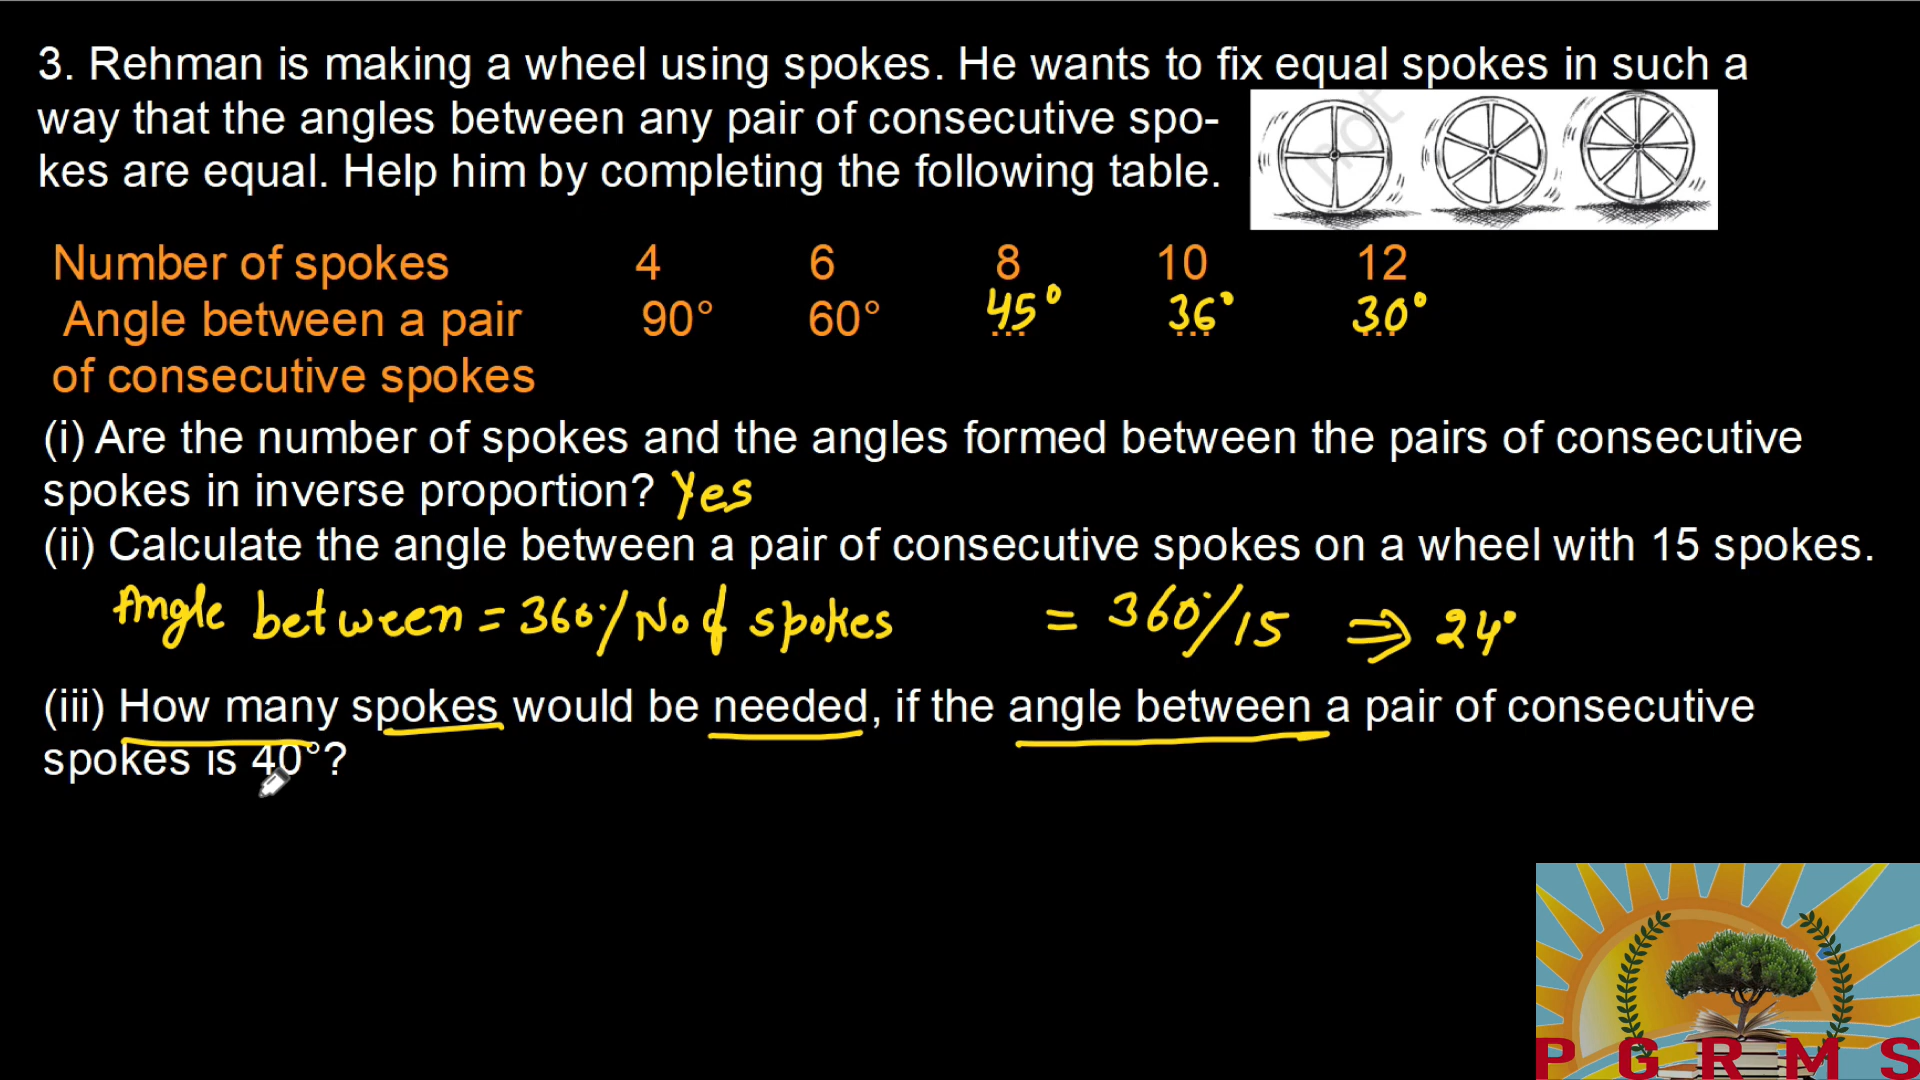 3. Rehman is making a wheel using spokes. He wants to fix equal spokes in such a
way that the angles between any pair of consecutive spo-
kes are equal. Help him by completing the following table.
not
Number of spokes 4 6 8 10 12
Angle between a pair 90° 60° 45° 36° 30°
of consecutive spokes
(i) Are the number of spokes and the angles formed between the pairs of consecutive
spokes in inverse proportion? Yes
(ii) Calculate the angle between a pair of consecutive spokes on a wheel with 15 spokes.
Angle between = 360°/No of spokes = 360°/15 ⇒ 24°
(iii) How many spokes would be needed, if the angle between a pair of consecutive
spokes is 40°?
P G R M S